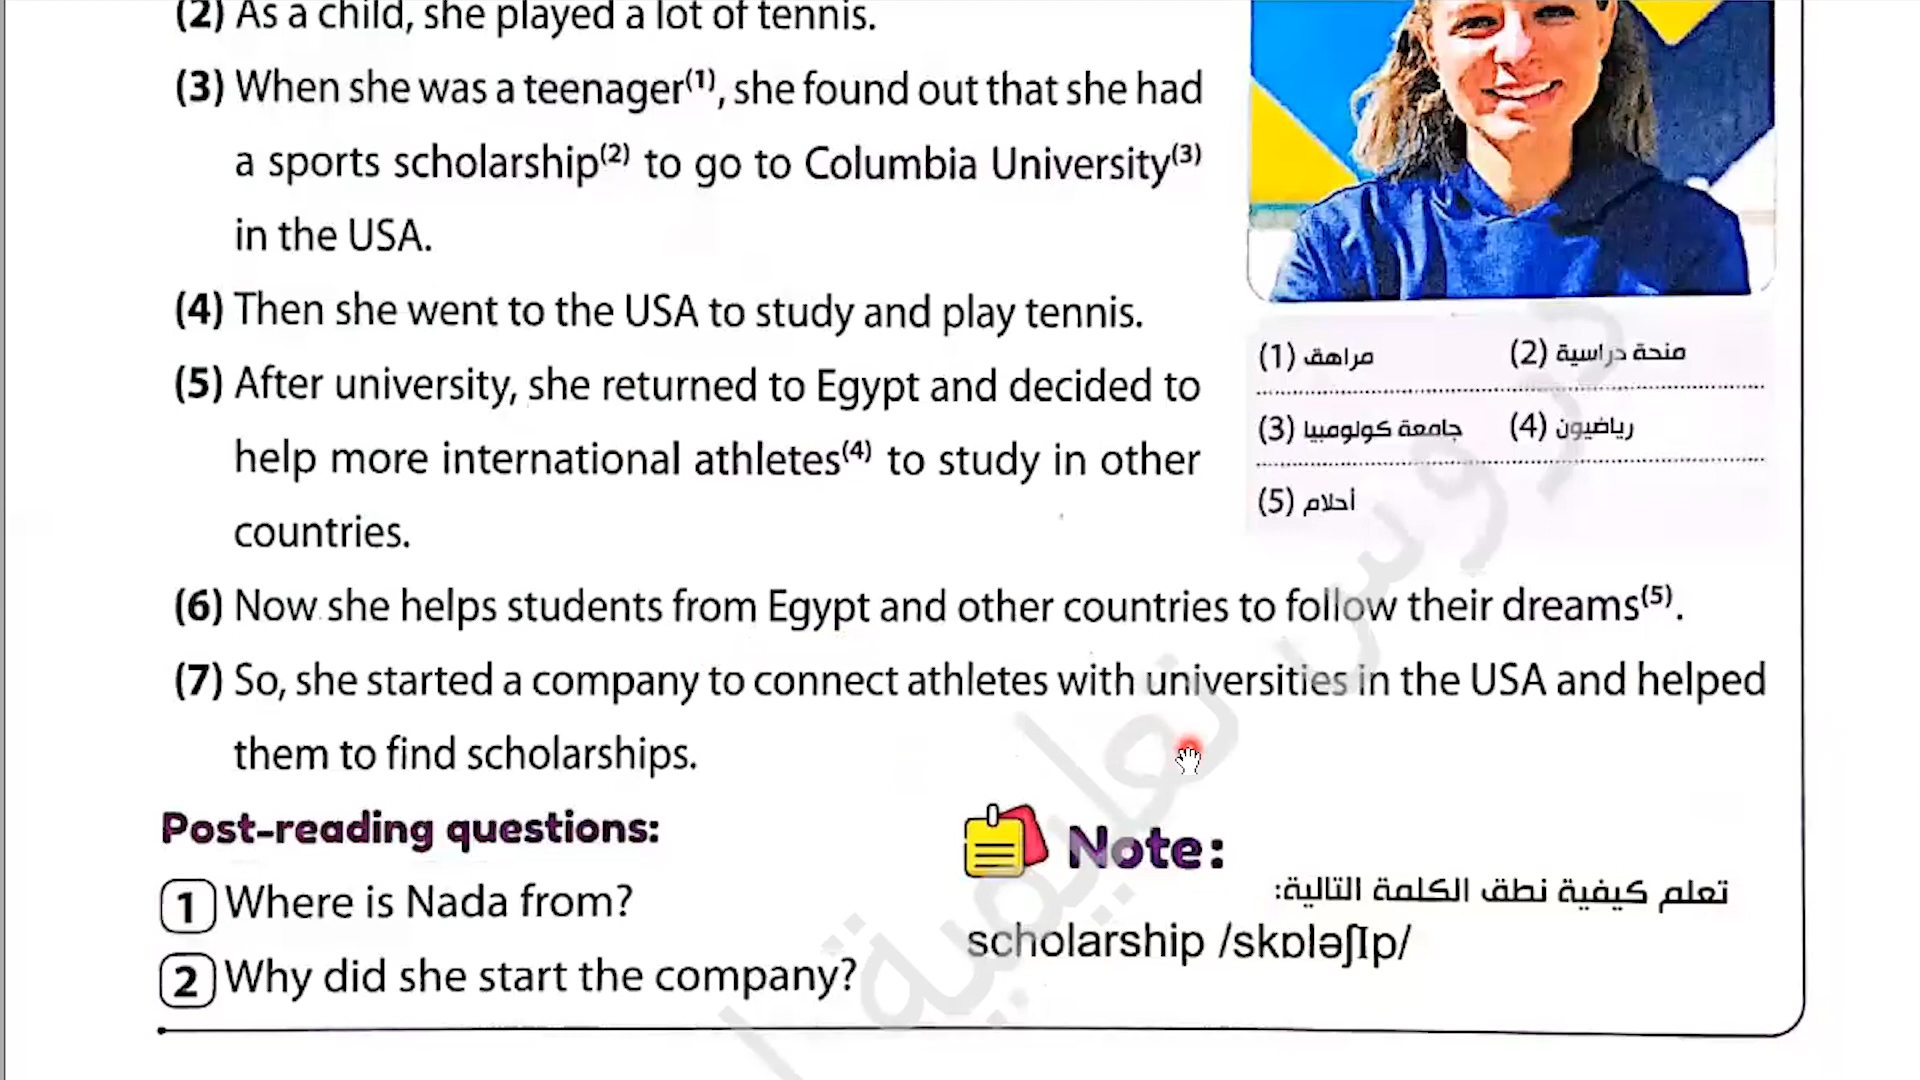 (2) As a child, she played a lot of tennis.
(3) When she was a teenager(1), she found out that she had
a sports scholarship(2) to go to Columbia University(3)
in the USA.
(4) Then she went to the USA to study and play tennis.
(5) After university, she returned to Egypt and decided to
help more international athletes(4) to study in other
countries.
(1) مراهق (2) منحة دراسية
(3) جامعة كولومبيا (4) رياضيون
(5) أحلام
(6) Now she helps students from Egypt and other countries to follow their dreams(5).
(7) So, she started a company to connect athletes with universities in the USA and helped
them to find scholarships.
Post-reading questions:
1 Where is Nada from?
2 Why did she start the company?
Note:
تعلم كيفية نطق الكلمة التالية:
scholarship /skɒləʃɪp/
دروس تعليمية